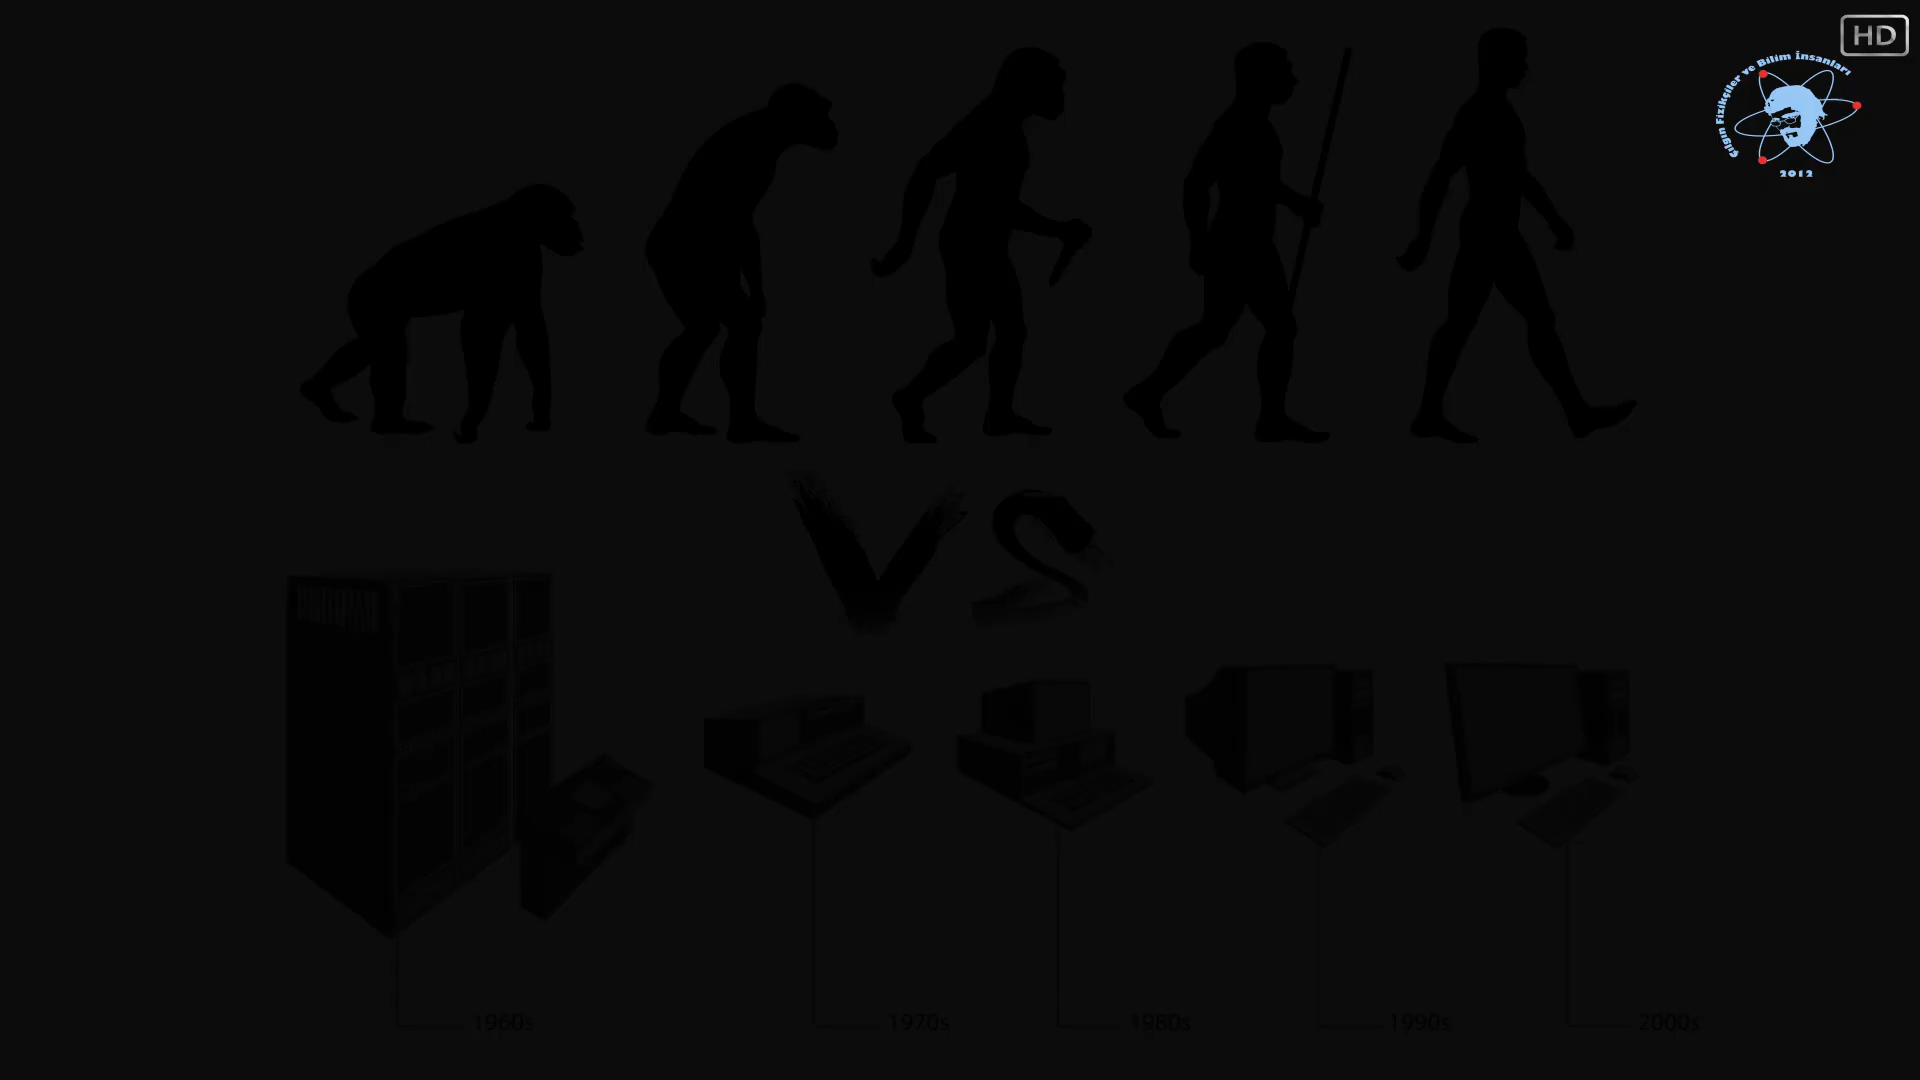 HD
Çılgın Fizikçiler ve Bilim İnsanları
2012
VS
1960s
1970s
1980s
1990s
2000s